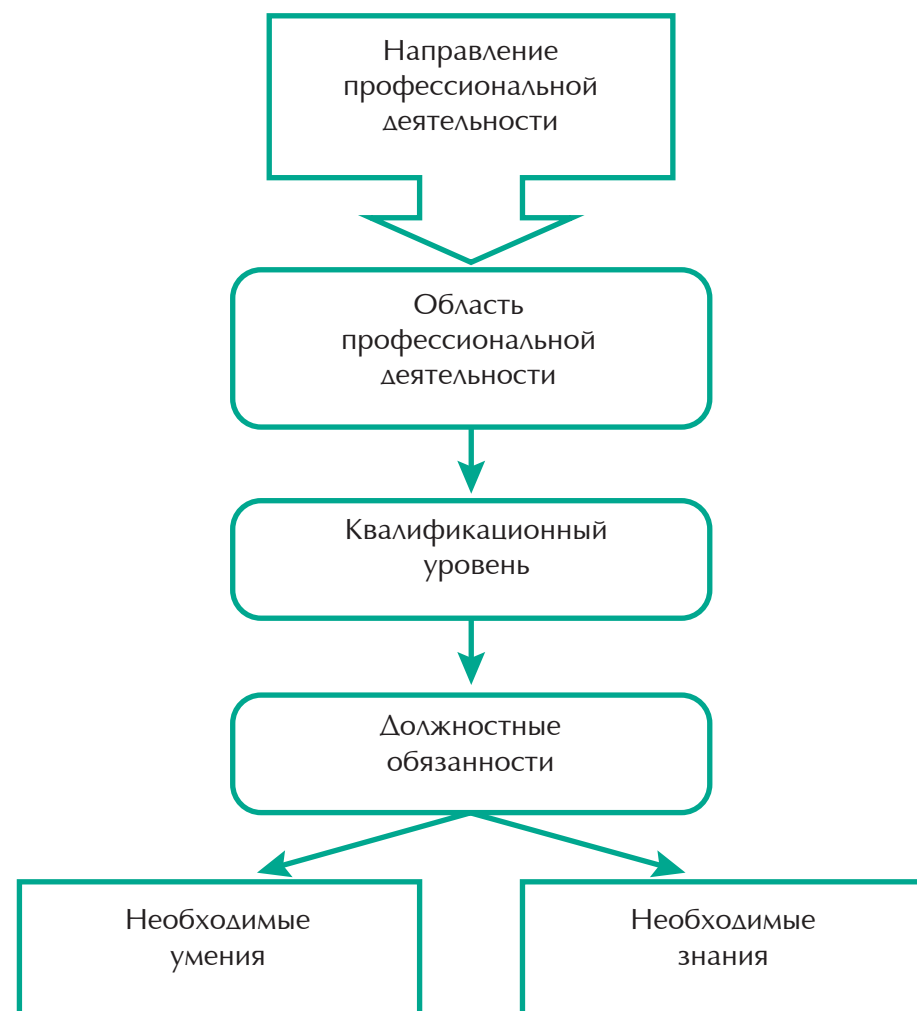 Направление
профессиональной
деятельности
Область
профессиональной
деятельности
Квалификационный
уровень
Должностные
обязанности
Необходимые
умения
Необходимые
знания